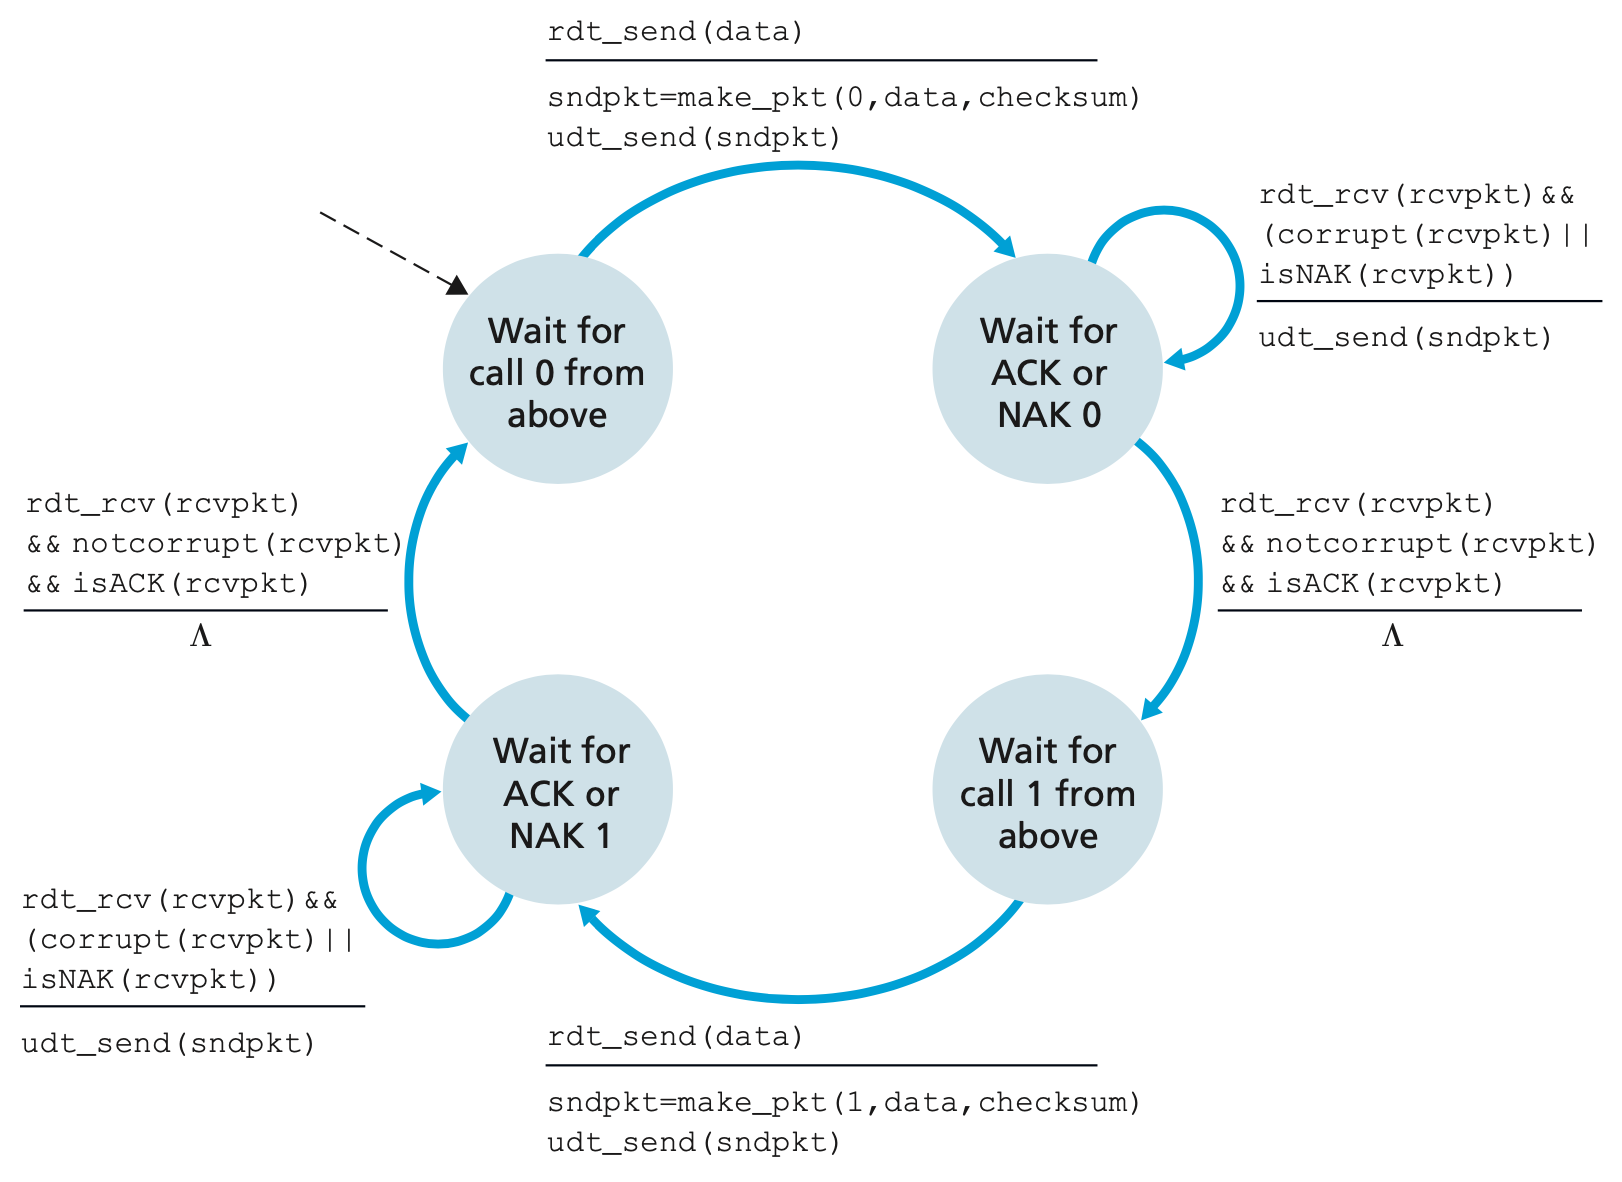 rdt_send(data)
sndpkt=make_pkt(0,data,checksum)
udt_send(sndpkt)
rdt_rcv(rcvpkt)&&
(corrupt(rcvpkt)||
isNAK(rcvpkt))
udt_send(sndpkt)
Wait for
call 0 from
above
Wait for
ACK or
NAK 0
rdt_rcv(rcvpkt)
&& notcorrupt(rcvpkt)
&& isACK(rcvpkt)
Λ
rdt_rcv(rcvpkt)
&& notcorrupt(rcvpkt)
&& isACK(rcvpkt)
Λ
Wait for
ACK or
NAK 1
Wait for
call 1 from
above
rdt_rcv(rcvpkt)&&
(corrupt(rcvpkt)||
isNAK(rcvpkt))
udt_send(sndpkt)
rdt_send(data)
sndpkt=make_pkt(1,data,checksum)
udt_send(sndpkt)